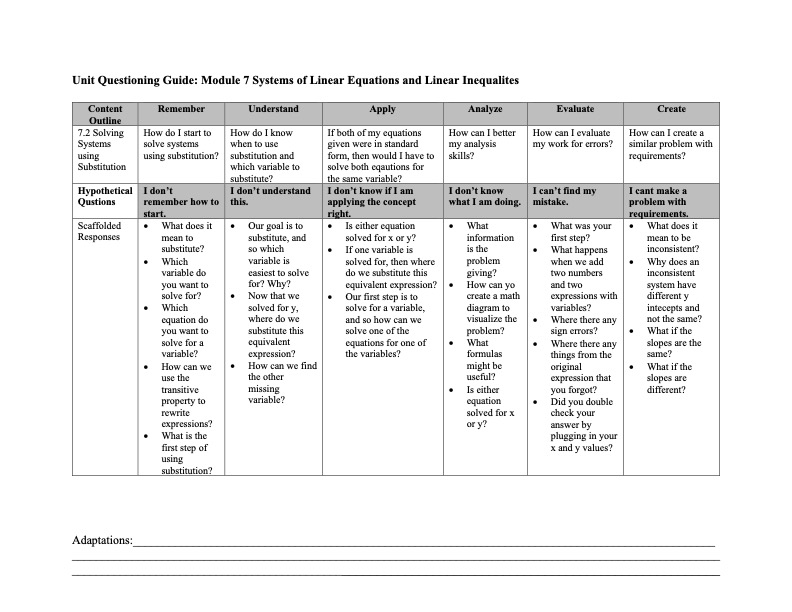 Unit Questioning Guide: Module 7 Systems of Linear Equations and Linear Inequalites
Content
Outline
Remember
Understand
Apply
Analyze
Evaluate
Create
7.2 Solving
Systems
using
Substitution
How do I start to
solve systems
using substitution?
How do I know
when to use
substitution and
which variable to
substitute?
If both of my equations
given were in standard
form, then would I have to
solve both eqautions for
the same variable?
How can I better
my analysis
skills?
How can I evaluate
my work for errors?
How can I create a
similar problem with
requirements?
Hypothetical
Qustions
I don't
remember how to
start.
I don't understand
this.
I don't know if I am
applying the concept
right.
I don't know
what I am doing.
I can't find my
mistake.
I cant make a
problem with
requirements.
Scaffolded
Responses
• What does it
mean to
substitute?
• Which
variable do
you want to
solve for?
• Which
equation do
you want to
solve for a
variable?
• How can we
use the
transitive
property to
rewrite
expressions?
• What is the
first step of
using
substitution?
• Our goal is to
substitute, and
so which
variable is
easiest to solve
for? Why?
• Now that we
solved for y,
where do we
substitute this
equivalent
expression?
• How can we find
the other
missing
variable?
• Is either equation
solved for x or y?
• If one variable is
solved for, then where
do we substitute this
equivalent expression?
• Our first step is to
solve for a variable,
and so how can we
solve one of the
equations for one of
the variables?
• What
information
is the
problem
giving?
• How can yo
create a math
diagram to
visualize the
problem?
• What
formulas
might be
useful?
• Is either
equation
solved for x
or y?
• What was your
first step?
• What happens
when we add
two numbers
and two
expressions with
variables?
• Where there any
sign errors?
• Where there any
things from the
original
expression that
you forgot?
• Did you double
check your
answer by
plugging in your
x and y values?
• What does it
mean to be
inconsistent?
• Why does an
inconsistent
system have
different y
intecepts and
not the same?
• What if the
slopes are the
same?
• What if the
slopes are
different?
Adaptations: